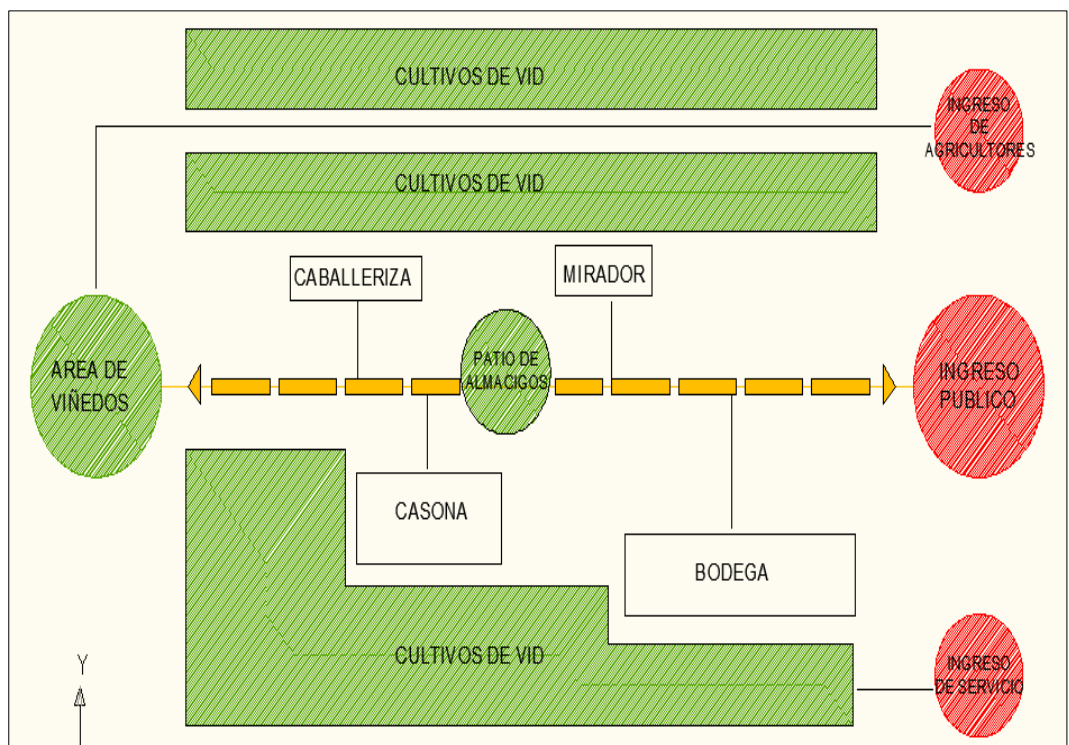 CULTIVOS DE VID
INGRESO
DE
AGRICULTORES
CULTIVOS DE VID
CABALLERIZA
MIRADOR
AREA DE
VIÑEDOS
PATIO DE
ALMACIGOS
INGRESO
PUBLICO
CASONA
BODEGA
CULTIVOS DE VID
INGRESO
DE SERVICIO
Y